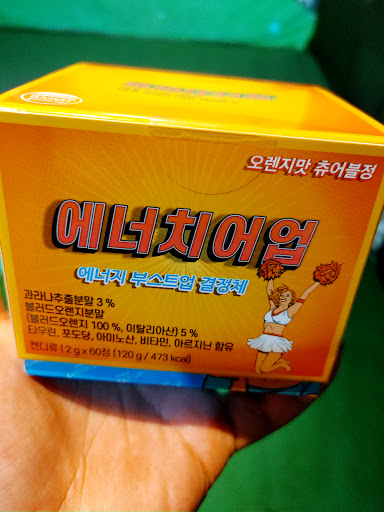 오렌지맛 츄어블정
에너치어업
에너지 부스트업 결정체
과라나추출분말 3 %
블러드오렌지분말
(블러드오렌지 100 %, 이탈리아산) 5 %
타우린, 포도당, 아미노산, 비타민, 아르지닌 함유
캔디류 | 2 g x 60정 (120 g / 473 kcal)